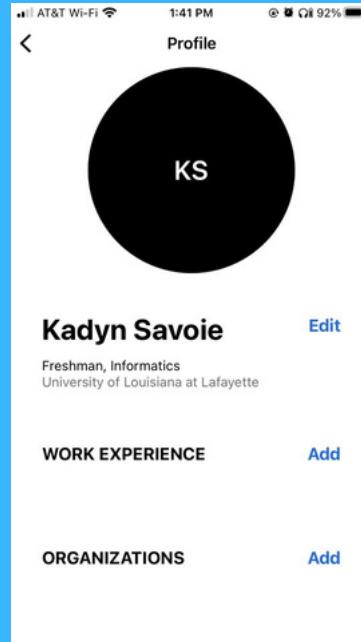 AT&T Wi-Fi 1:41 PM 92%
Profile
KS
Kadyn Savoie Edit
Freshman, Informatics
University of Louisiana at Lafayette
WORK EXPERIENCE Add
ORGANIZATIONS Add